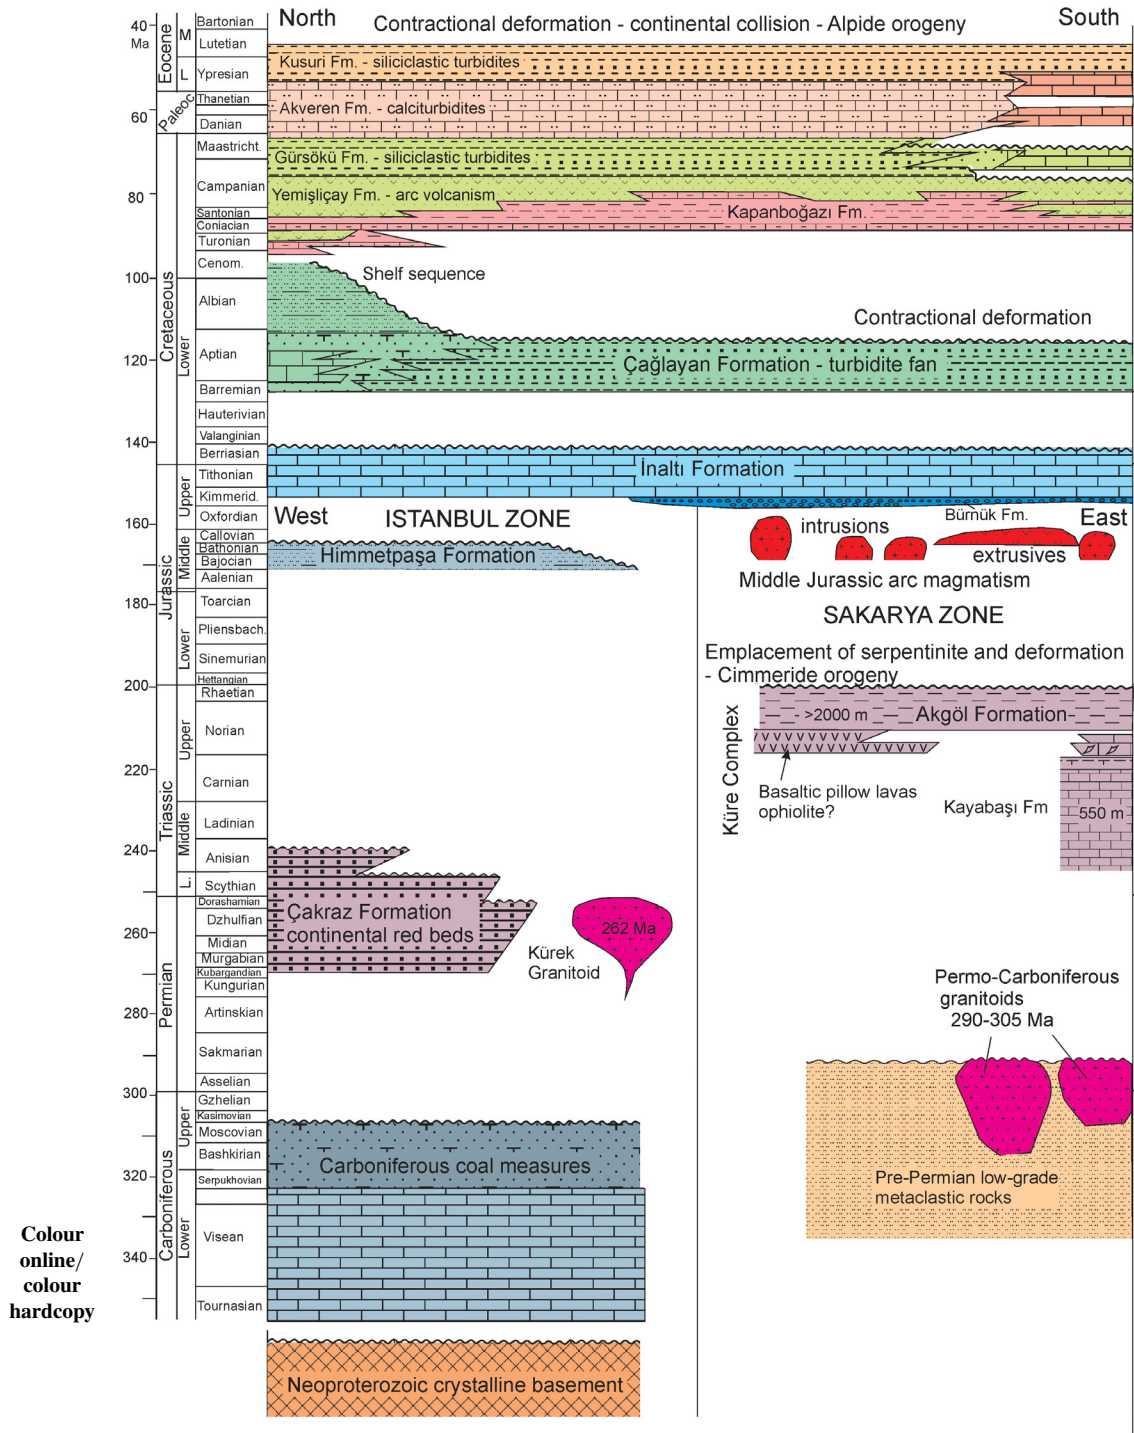 North
Contractional deformation - continental collision - Alpide orogeny
South
40
Ma
60
80
100
120
140
160
180
200
220
240
260
280
300
320
340
Eocene
Paleoc.
Cretaceous
Jurassic
Triassic
Permian
Carboniferous
M
L
Lower
Upper
Middle
Lower
Upper
Middle
L.
Upper
Lower
Bartonian
Lutetian
Ypresian
Thanetian
Danian
Maastricht.
Campanian
Santonian
Coniacian
Turonian
Cenom.
Albian
Aptian
Barremian
Hauterivian
Valanginian
Berriasian
Tithonian
Kimmerid.
Oxfordian
Callovian
Bathonian
Bajocian
Aalenian
Toarcian
Pliensbach.
Sinemurian
Hettangian
Rhaetian
Norian
Carnian
Ladinian
Anisian
Scythian
Dorashamian
Dzhulfian
Midian
Murgabian
Kubargandian
Kungurian
Artinskian
Sakmarian
Asselian
Gzhelian
Kasimovian
Moscovian
Bashkirian
Serpukhovian
Visean
Tournasian
Kusuri Fm. - siliciclastic turbidites
Akveren Fm. - calciturbidites
Gürsökü Fm. - siliciclastic turbidites
Yemişliçay Fm. - arc volcanism
Kapanboğazı Fm.
Shelf sequence
Contractional deformation
Çağlayan Formation - turbidite fan
İnaltı Formation
Bürnük Fm.
West
ISTANBUL ZONE
East
intrusions
extrusives
Himmetpaşa Formation
Middle Jurassic arc magmatism
SAKARYA ZONE
Emplacement of serpentinite and deformation
- Cimmeride orogeny
Küre Complex
- >2000 m
Akgöl Formation
Basaltic pillow lavas
ophiolite?
Kayabaşı Fm
550 m
Çakraz Formation
continental red beds
262 Ma
Kürek
Granitoid
Permo-Carboniferous
granitoids
290-305 Ma
Carboniferous coal measures
Pre-Permian low-grade
metaclastic rocks
Neoproterozoic crystalline basement
Colour
online/
colour
hardcopy